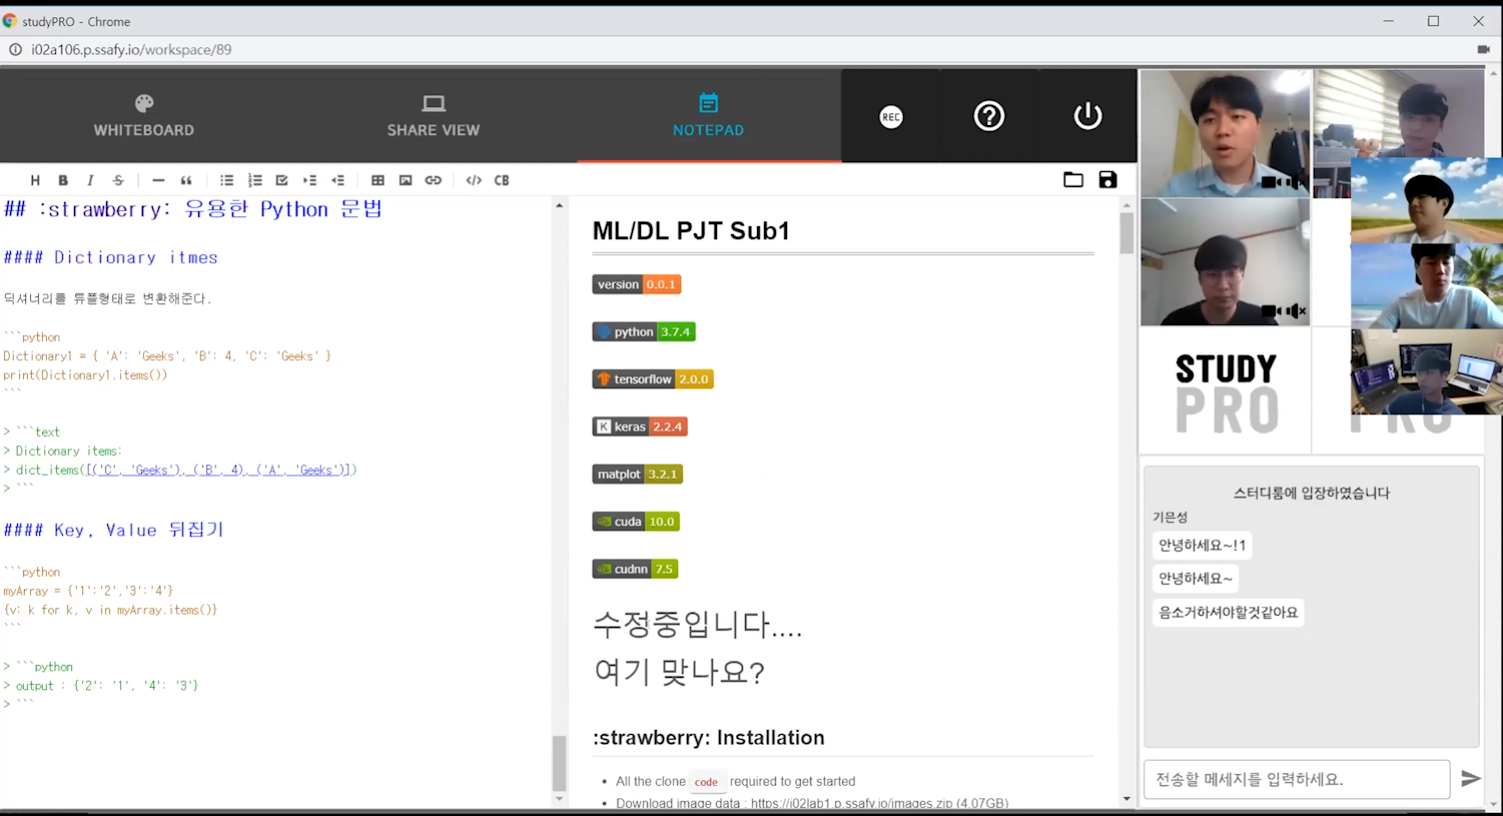 studyPRO - Chrome
i02a106.p.ssafy.io/workspace/89
WHITEBOARD
SHARE VIEW
NOTEPAD
REC
H B I S
CB
## :strawberry: 유용한 Python 문법
#### Dictionary itmes
딕셔너리를 튜플형태로 변환해준다.
```python
Dictionary1 = { 'A': 'Geeks', 'B': 4, 'C': 'Geeks' }
print(Dictionary1.items())
```
> ```text
> Dictionary items:
> dict_items([('C', 'Geeks'), ('B', 4), ('A', 'Geeks')])
> ```
#### Key, Value 뒤집기
```python
myArray = {'1':'2','3':'4'}
{v: k for k, v in myArray.items()}
```
> ```python
> output : {'2': '1', '4': '3'}
> ```
ML/DL PJT Sub1
version 0.0.1
python 3.7.4
tensorflow 2.0.0
K keras 2.2.4
matplot 3.2.1
cuda 10.0
cudnn 7.5
수정중입니다....
여기 맞나요?
:strawberry: Installation
All the clone code required to get started
Download image data : https://i02lab1.p.ssafy.io/images.zip (4.07GB)
STUDY
PRO
PRO
스터디룸에 입장하였습니다
기믄성
안녕하세요~!1
안녕하세요~
음소거하셔야할것같아요
전송할 메세지를 입력하세요.